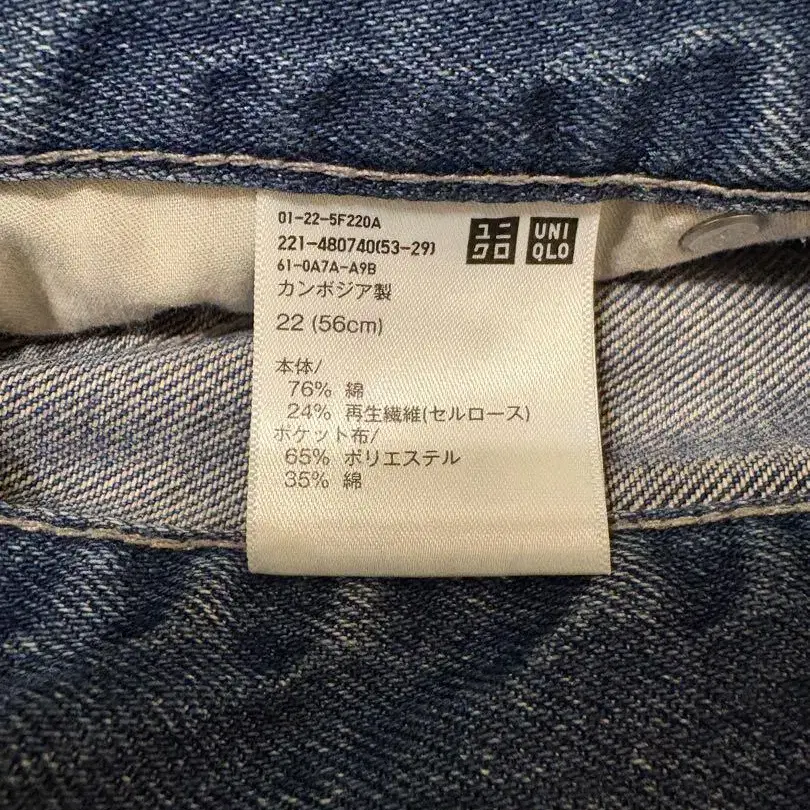 01-22-5F220A
221-480740(53-29)
61-0A7A-A9B
ユニクロ
UNIQLO
カンボジア製
22 (56cm)
本体/
76% 綿
24% 再生繊維(セルロース)
ポケット布/
65% ポリエステル
35% 綿